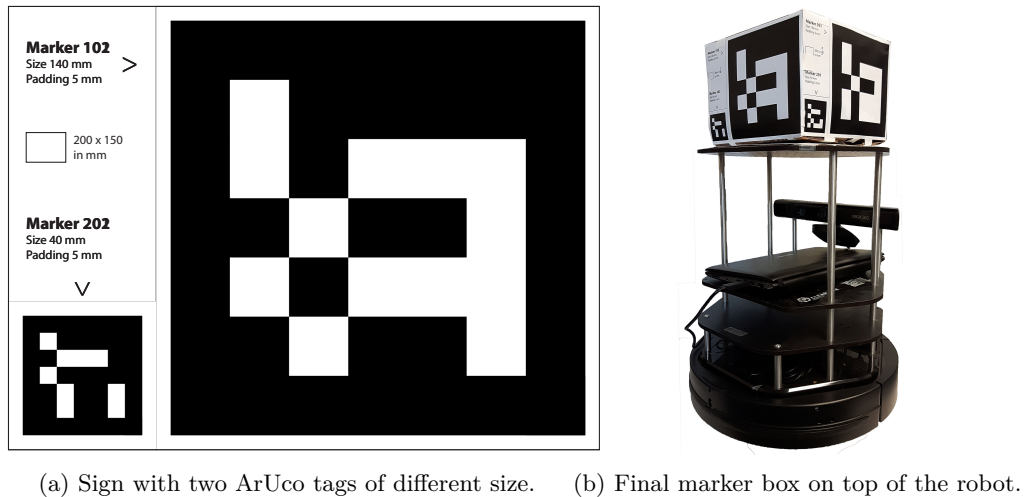 Marker 102
Size 140 mm
Padding 5 mm
>
200 x 150
in mm
Marker 202
Size 40 mm
Padding 5 mm
(a) Sign with two ArUco tags of different size.
(b) Final marker box on top of the robot.